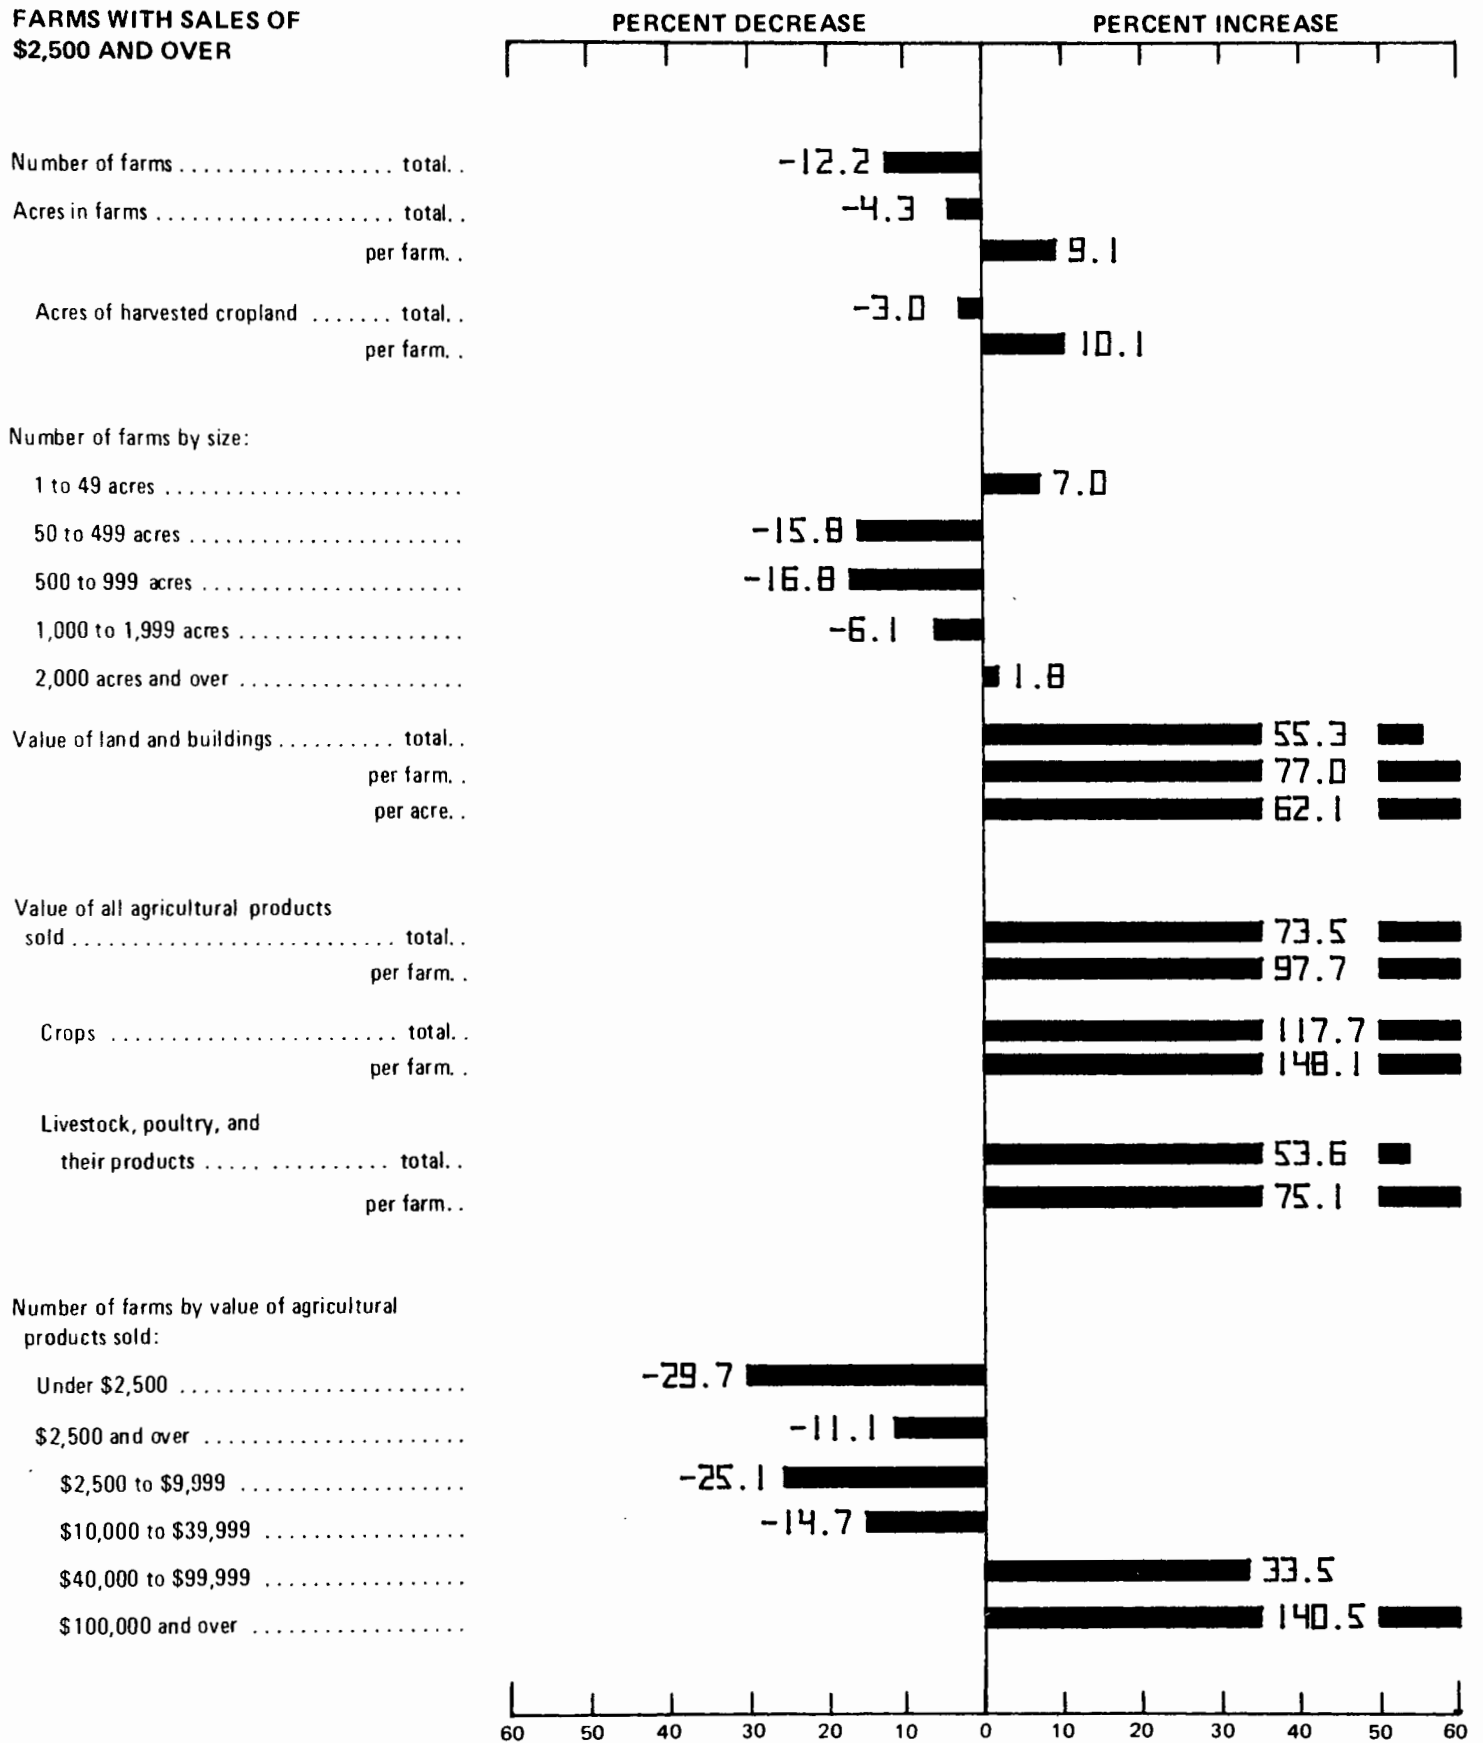 FARMS WITH SALES OF
$2,500 AND OVER
PERCENT DECREASE PERCENT INCREASE
Number of farms .................. total. . -12.2
Acres in farms .................... total. . -4.3
per farm. . 9.1
Acres of harvested cropland ....... total. . -3.0
per farm. . 10.1
Number of farms by size:
1 to 49 acres ......................... 7.0
50 to 499 acres ....................... -15.8
500 to 999 acres ...................... -16.8
1,000 to 1,999 acres ................... -6.1
2,000 acres and over ................... 1.8
Value of land and buildings .......... total. . 55.3
per farm. . 77.0
per acre. . 62.1
Value of all agricultural products
sold ........................... total. . 73.5
per farm. . 97.7
Crops ........................ total. . 117.7
per farm. . 148.1
Livestock, poultry, and
their products ..... ............ total. . 53.6
per farm. . 75.1
Number of farms by value of agricultural
products sold:
Under $2,500 ........................ -29.7
$2,500 and over ...................... -11.1
$2,500 to $9,999 ................... -25.1
$10,000 to $39,999 ................. -14.7
$40,000 to $99,999 ................. 33.5
$100,000 and over .................. 140.5
60 50 40 30 20 10 0 10 20 30 40 50 60